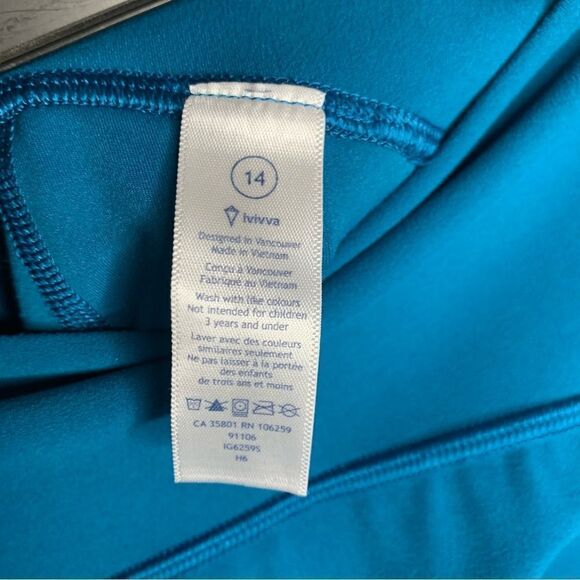 14
ivivva
Designed in Vancouver
Made in Vietnam
Conçu à Vancouver
Fabriqué au Vietnam
Wash with like colours
Not intended for children
3 years and under
Laver avec des couleurs
similaires seulement
Ne pas laisser à la portée
des enfants
de trois ans et moins
CA 35801 RN 106259
91106
IG6259S
H6